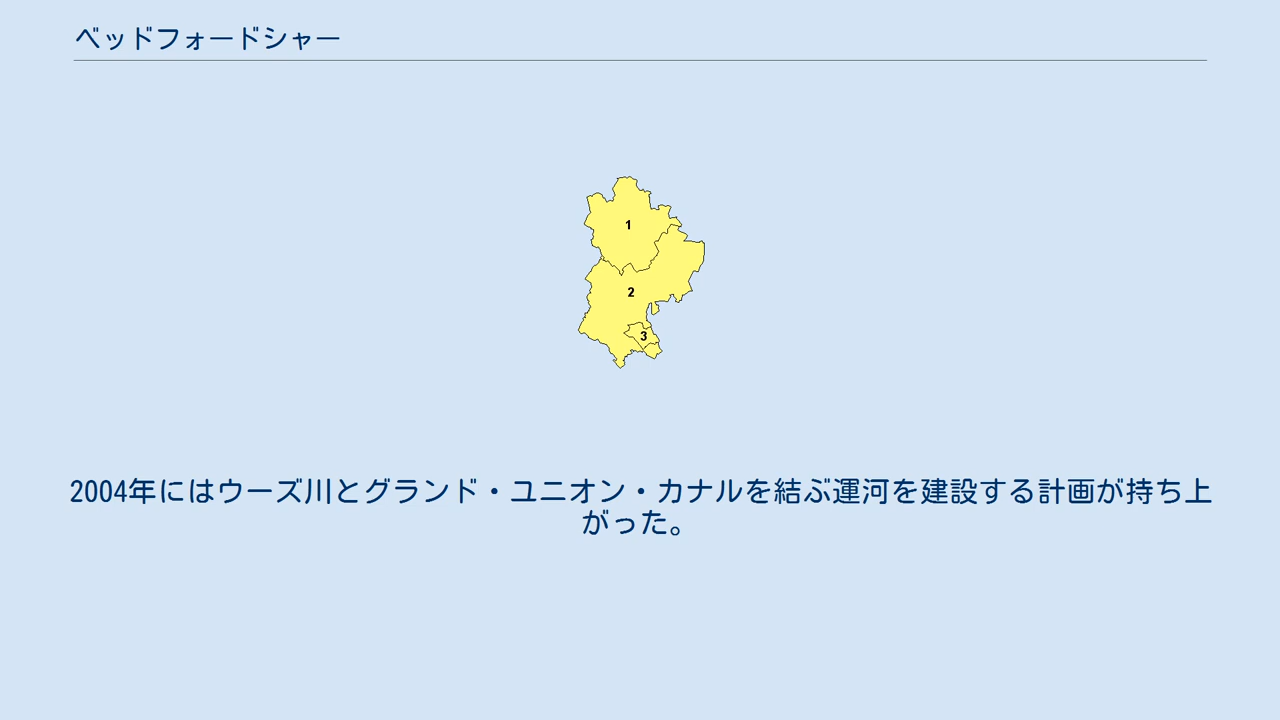 ベッドフォードシャー
1
2
3
2004年にはウーズ川とグランド・ユニオン・カナルを結ぶ運河を建設する計画が持ち上
がった。